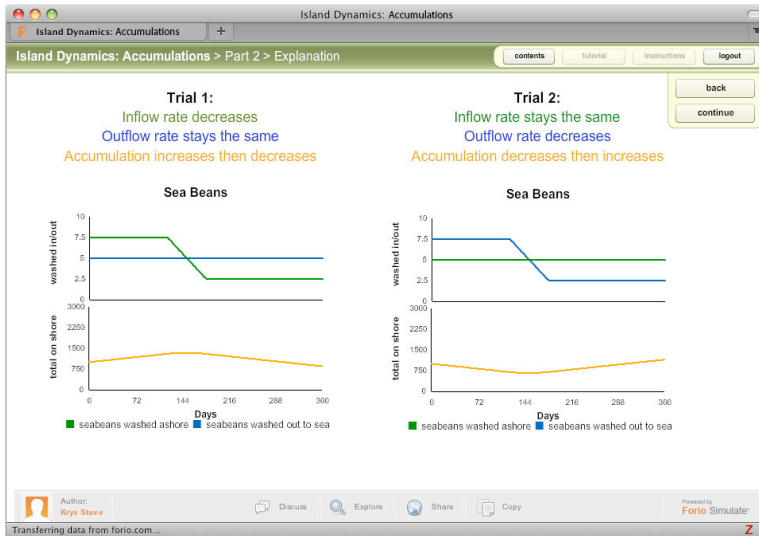 Island Dynamics: Accumulations
F Island Dynamics: Accumulations +
Island Dynamics: Accumulations > Part 2 > Explanation
contents tutorial instructions logout
back
continue
Trial 1:
Inflow rate decreases
Outflow rate stays the same
Accumulation increases then decreases
Sea Beans
washed in/out
10
7.5
5
2.5
0
total on shore
3000
2250
1500
750
0
0 72 144 216 288 360
Days
seabeans washed ashore seabeans washed out to sea
Trial 2:
Inflow rate stays the same
Outflow rate decreases
Accumulation decreases then increases
Sea Beans
washed in/out
10
7.5
5
2.5
0
total on shore
3000
2250
1500
750
0
0 72 144 216 288 360
Days
seabeans washed ashore seabeans washed out to sea
Author:
Krys Stave
Discuss Explore Share Copy
Powered by
Forio Simulate
Transferring data from forio.com...
Z